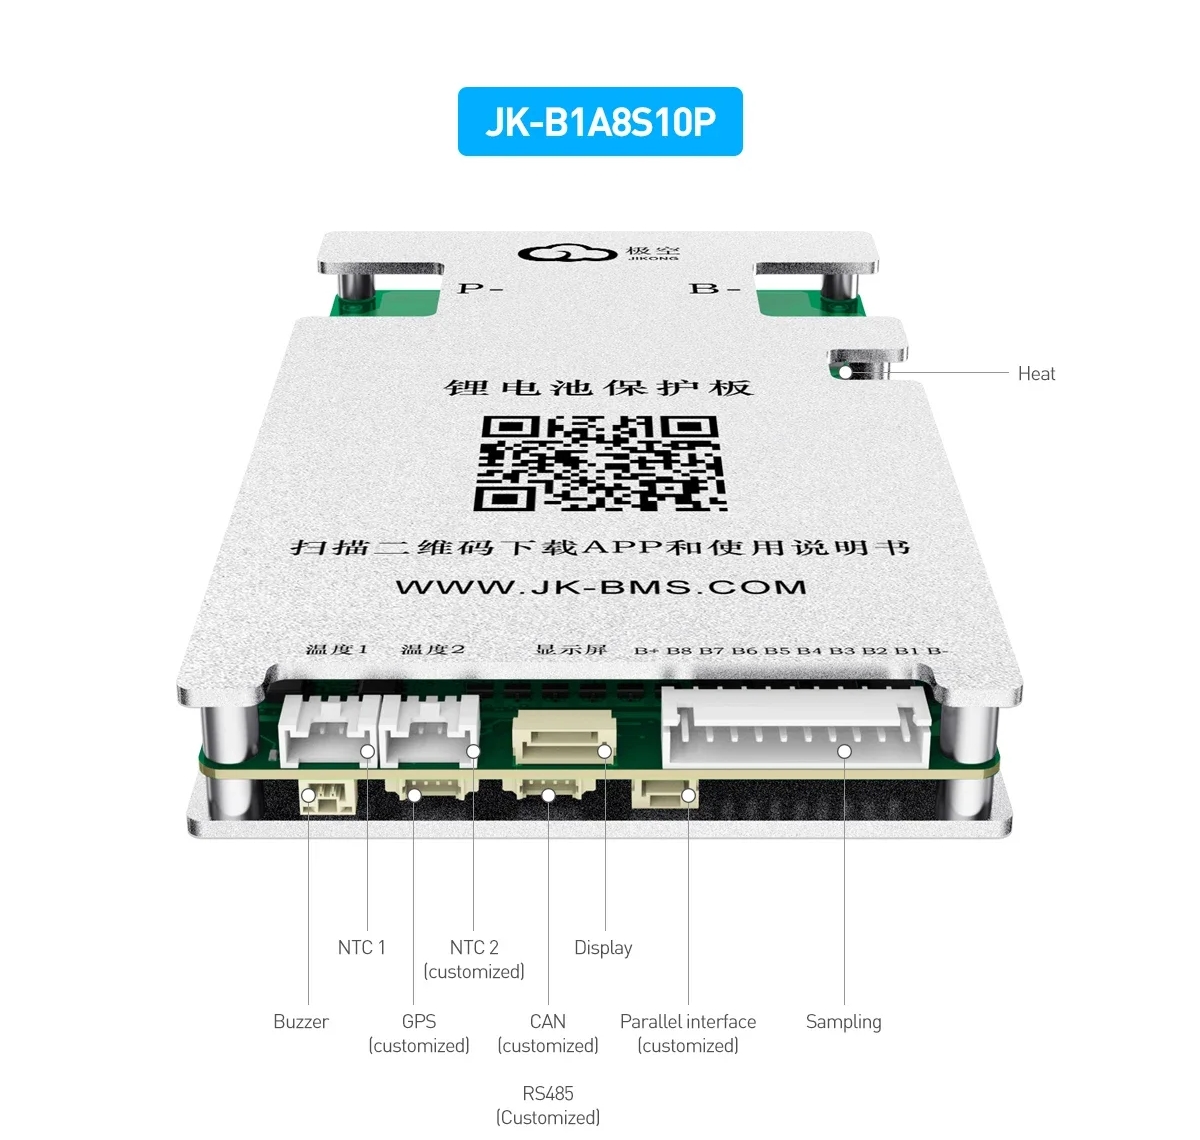 JK-B1A8S10P
极空
JIKONG
P-
B-
Heat
锂电池保护板
扫描二维码下载APP和使用说明书
WWW.JK-BMS.COM
温度1
温度2
显示屏
B+ B8 B7 B6 B5 B4 B3 B2 B1 B-
NTC 1
NTC 2
(customized)
Display
Buzzer
GPS
(customized)
CAN
(customized)
Parallel interface
(customized)
Sampling
RS485
(Customized)